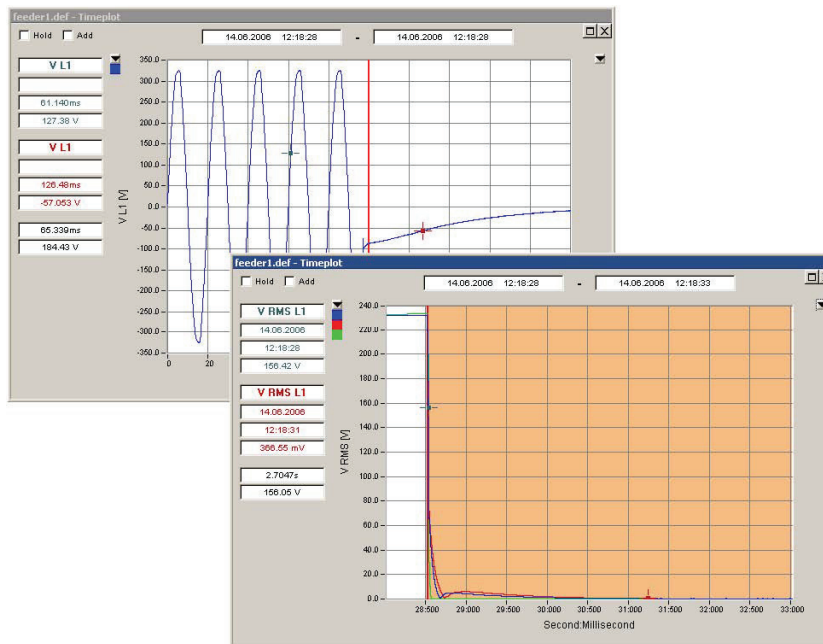 feeder1.def - Timeplot
Hold Add
14.06.2006 12:18:28 - 14.06.2006 12:18:28
V L1
61.140ms
127.38 V
V L1
126.48ms
-57.053 V
65.339ms
184.43 V
V L1 [V]
350.0
300.0
250.0
200.0
150.0
100.0
50.0
0.0
-50.0
-100.0
-150.0
-200.0
-250.0
-300.0
-350.0
0 20
feeder1.def - Timeplot
Hold Add
14.06.2006 12:18:28 - 14.06.2006 12:18:33
V RMS L1
14.06.2006
12:18:28
156.42 V
V RMS L1
14.06.2006
12:18:31
366.55 mV
2.7047s
156.05 V
V RMS [V]
240.0
220.0
200.0
180.0
160.0
140.0
120.0
100.0
80.0
60.0
40.0
20.0
0.0
28:500 29:000 29:500 30:000 30:500 31:000 31:500 32:000 32:500 33:000
Second:Millisecond